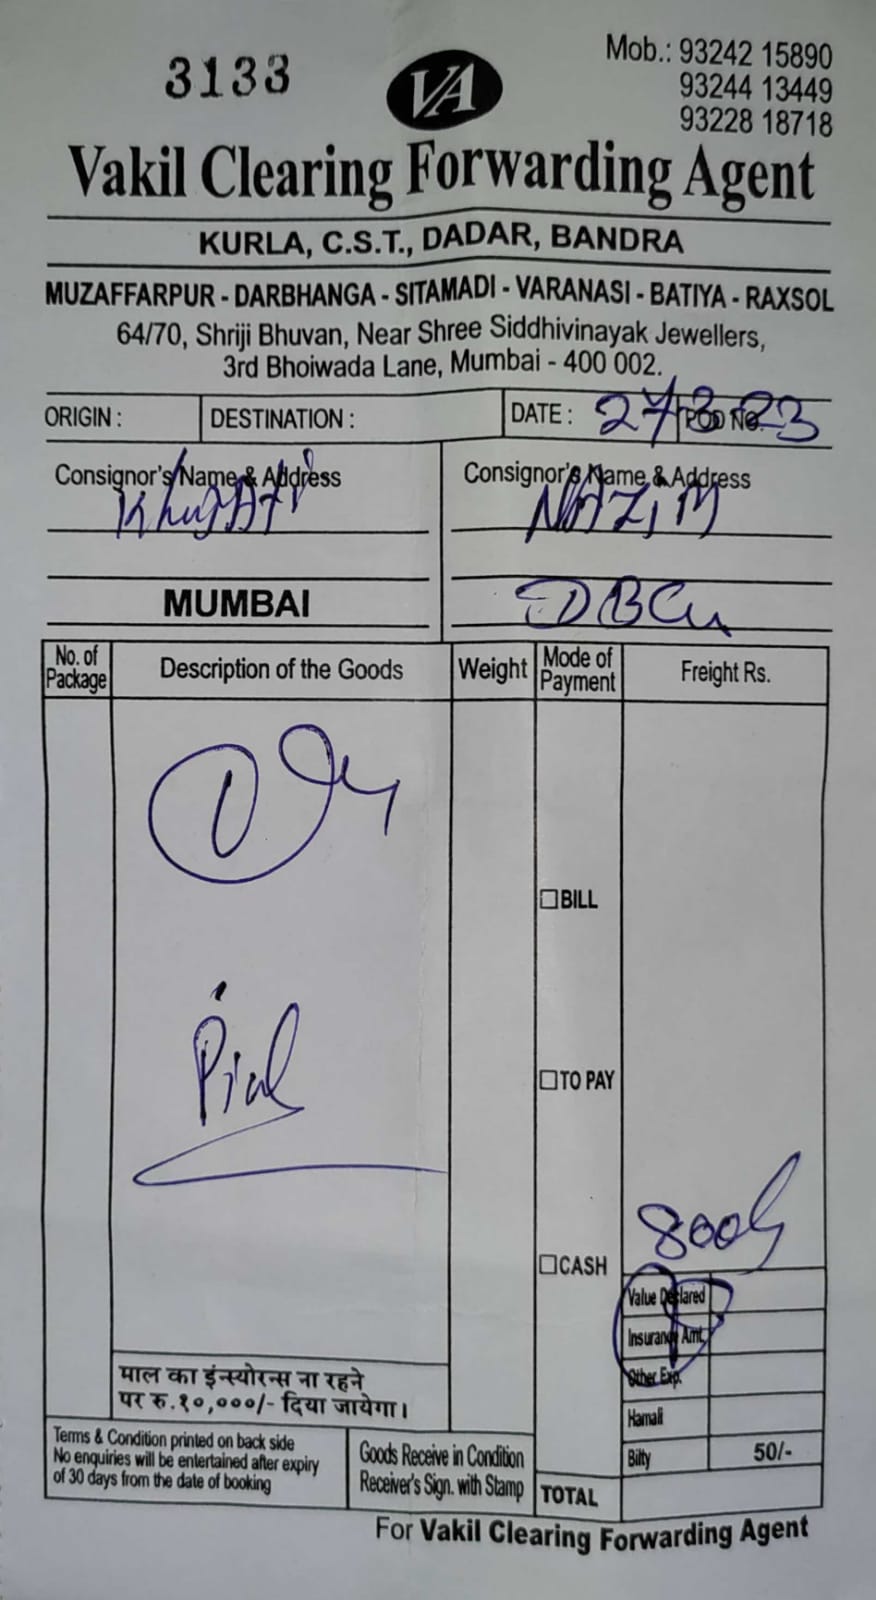 3133
VA
Mob.: 93242 15890
93244 13449
93228 18718
Vakil Clearing Forwarding Agent
KURLA, C.S.T., DADAR, BANDRA
MUZAFFARPUR - DARBHANGA - SITAMADI - VARANASI - BATIYA - RAXSOL
64/70, Shriji Bhuvan, Near Shree Siddhivinayak Jewellers,
3rd Bhoiwada Lane, Mumbai - 400 002.
ORIGIN : DESTINATION : DATE : 27-3-23 POD No.
Consignor's Name & Address
MUMBAI
Consignor's Name & Address
NAZIM
No. of Package Description of the Goods Weight Mode of Payment Freight Rs.
BILL
TO PAY
CASH
800
Value Declared
Insurance Amt.
Other Exp.
Hamali
Bilty 50/-
TOTAL
माल का इंन्स्योरन्स ना रहने
पर रु.१०,०००/- दिया जायेगा।
Terms & Condition printed on back side
No enquiries will be entertained after expiry
of 30 days from the date of booking
Goods Receive in Condition
Receiver's Sign. with Stamp
For Vakil Clearing Forwarding Agent